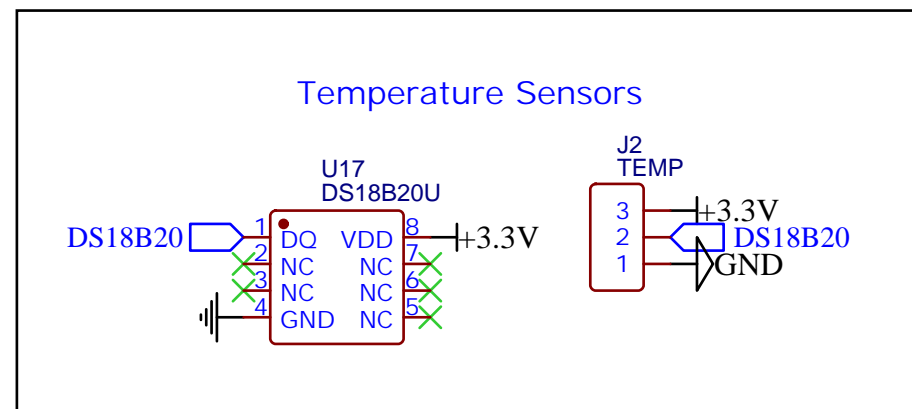 Temperature Sensors
U17
DS18B20U
DS18B20
1 DQ VDD 8 +3.3V
2 NC NC 7
3 NC NC 6
4 GND NC 5
J2
TEMP
3 +3.3V
2 DS18B20
1 GND